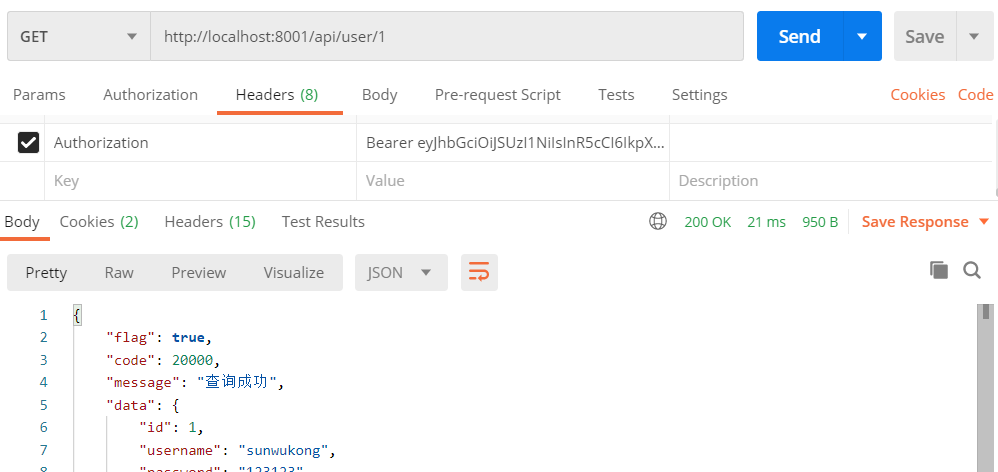 GET http://localhost:8001/api/user/1 Send Save
Params Authorization Headers (8) Body Pre-request Script Tests Settings Cookies Code
Authorization Bearer eyJhbGciOiJSUzI1NiIsInR5cCI6IkpX...
Key Value Description
Body Cookies (2) Headers (15) Test Results 200 OK 21 ms 950 B Save Response
Pretty Raw Preview Visualize JSON
1 {
2 "flag": true,
3 "code": 20000,
4 "message": "查询成功",
5 "data": {
6 "id": 1,
7 "username": "sunwukong",
8 "password": "123123"